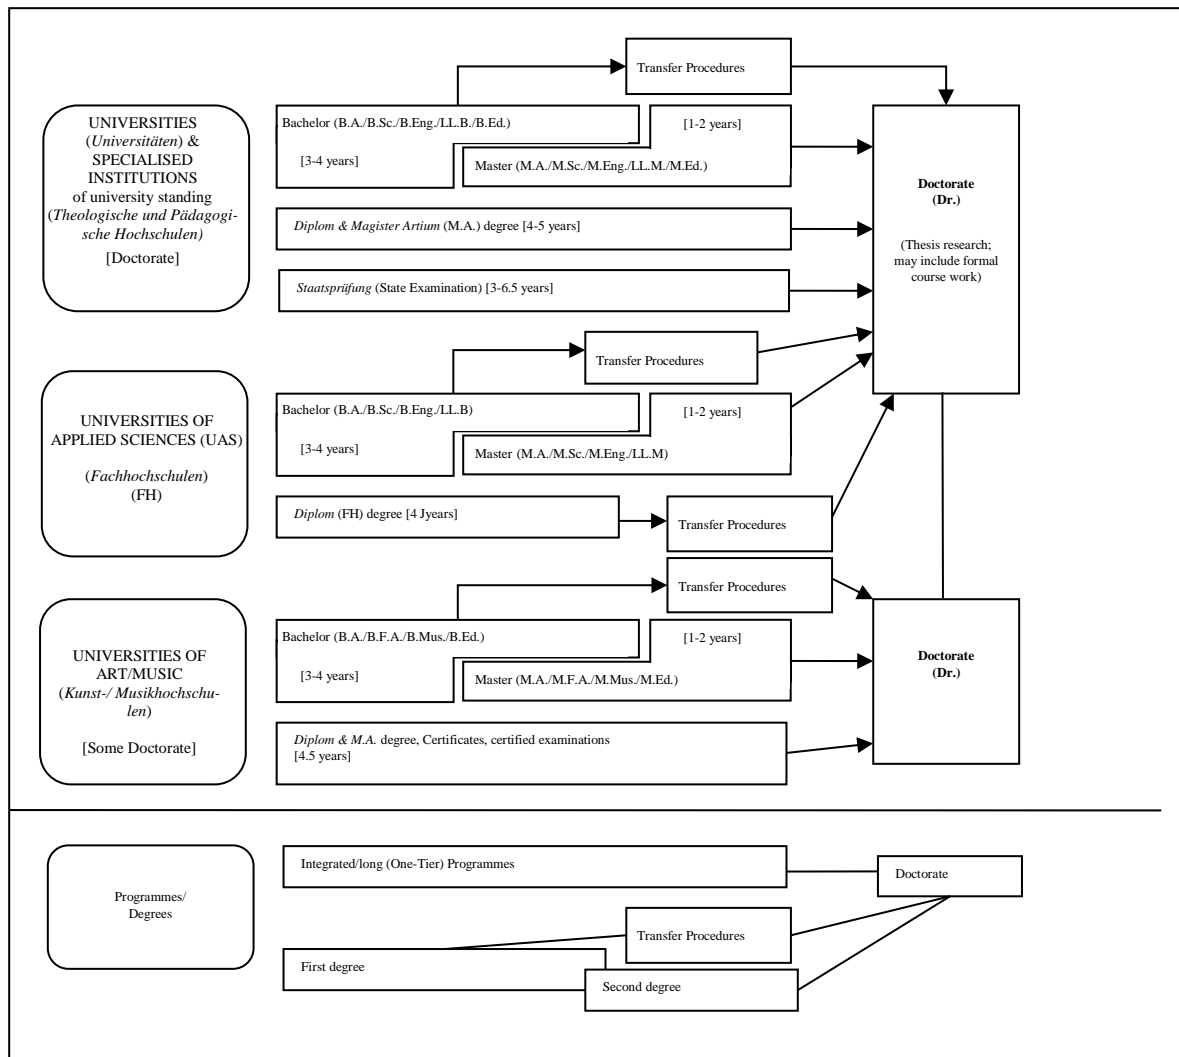 Transfer Procedures
UNIVERSITIES
(Universitäten) &
SPECIALISED
INSTITUTIONS
of university standing
(Theologische und Pädagogi-
sche Hochschulen)
[Doctorate]
Bachelor (B.A./B.Sc./B.Eng./LL.B./B.Ed.)
[3-4 years]
[1-2 years]
Master (M.A./M.Sc./M.Eng./LL.M./M.Ed.)
Diplom & Magister Artium (M.A.) degree [4-5 years]
Staatsprüfung (State Examination) [3-6.5 years]
Doctorate
(Dr.)
(Thesis research;
may include formal
course work)
Transfer Procedures
UNIVERSITIES OF
APPLIED SCIENCES (UAS)
(Fachhochschulen)
(FH)
Bachelor (B.A./B.Sc./B.Eng./LL.B)
[3-4 years]
[1-2 years]
Master (M.A./M.Sc./M.Eng./LL.M)
Diplom (FH) degree [4 Jyears]
Transfer Procedures
Transfer Procedures
UNIVERSITIES OF
ART/MUSIC
(Kunst-/ Musikhochschu-
len)
[Some Doctorate]
Bachelor (B.A./B.F.A./B.Mus./B.Ed.)
[3-4 years]
[1-2 years]
Master (M.A./M.F.A./M.Mus./M.Ed.)
Diplom & M.A. degree, Certificates, certified examinations
[4.5 years]
Doctorate
(Dr.)
Programmes/
Degrees
Integrated/long (One-Tier) Programmes
Doctorate
Transfer Procedures
First degree
Second degree